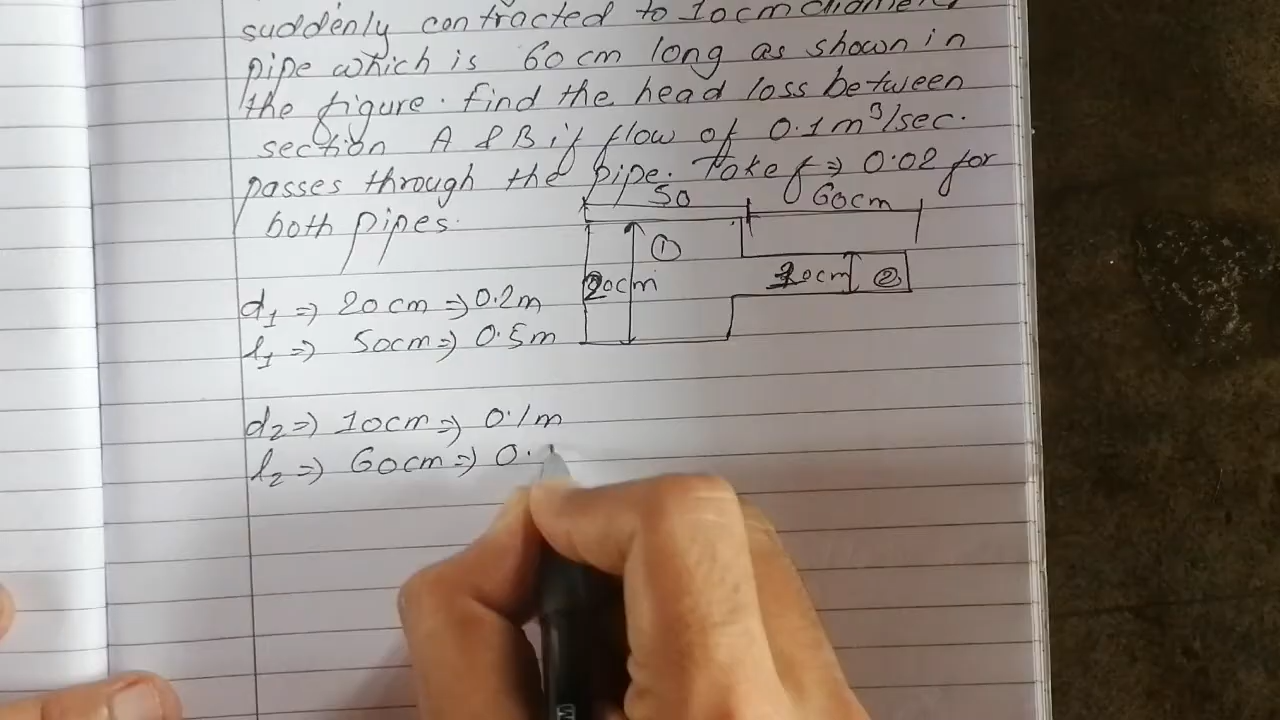 suddenly contracted to 10cm diameter
pipe which is 60cm long as shown in
the figure. find the head loss between
section A & B if flow of 0.1m³/sec.
passes through the pipe. Take f ⇒ 0.02 for
both pipes.
50
60cm
①
20cm
10cm ②
d₁ ⇒ 20cm ⇒ 0.2m
l₁ ⇒ 50cm ⇒ 0.5m
d₂ ⇒ 10cm ⇒ 0.1m
l₂ ⇒ 60cm ⇒ 0.